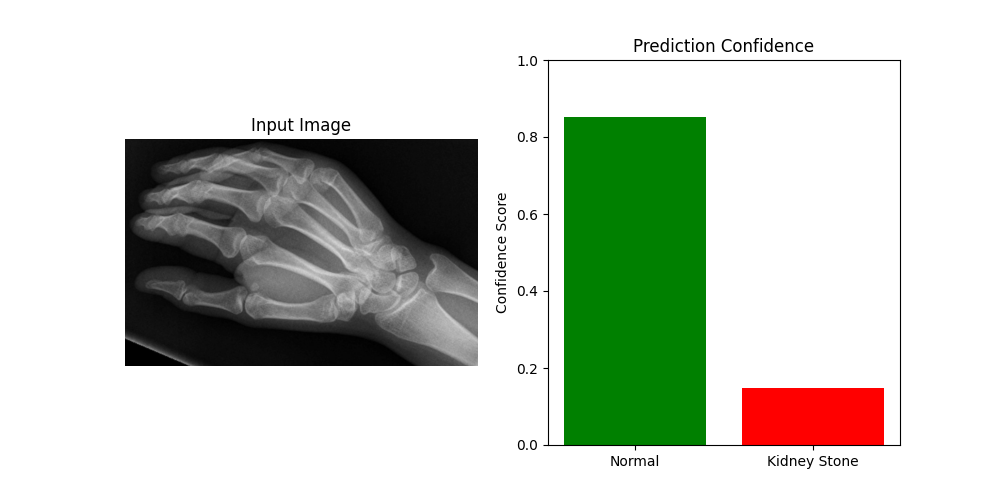 Input Image
Prediction Confidence
Confidence Score
1.0
0.8
0.6
0.4
0.2
0.0
Normal
Kidney Stone